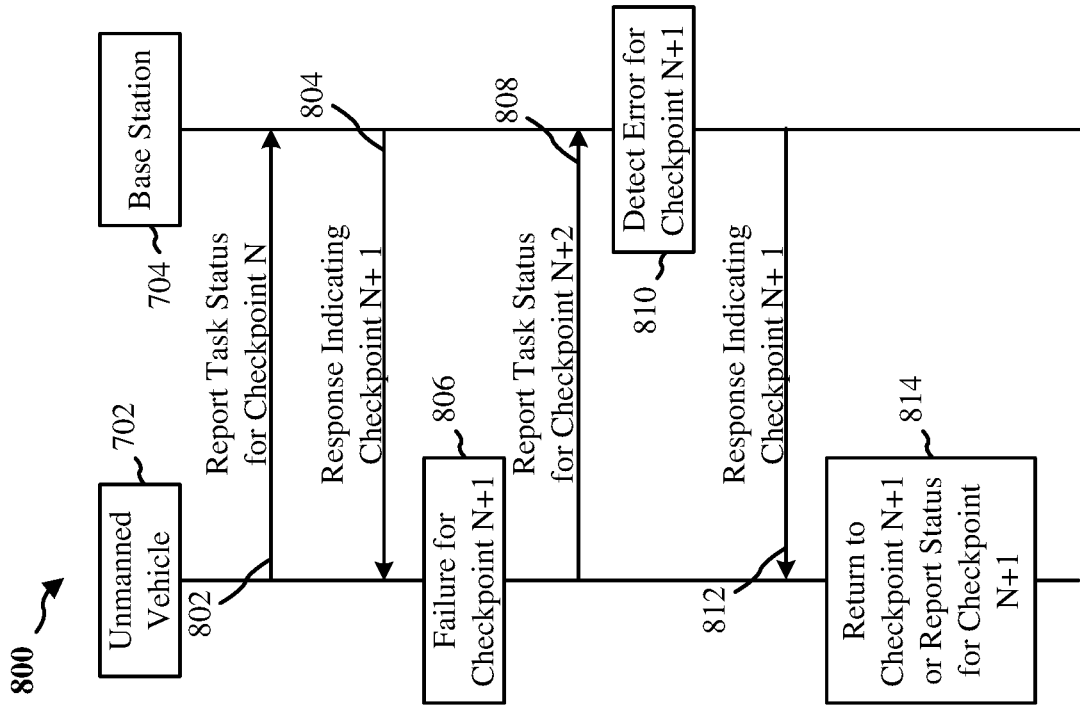 800
Unmanned
Vehicle
702
Base Station
704
Report Task Status
for Checkpoint N
802
Response Indicating
Checkpoint N+ 1
804
Failure for
Checkpoint N+1
806
Report Task Status
for Checkpoint N+2
808
Detect Error for
Checkpoint N+1
810
Response Indicating
Checkpoint N+ 1
812
Return to
Checkpoint N+1
or Report Status
for Checkpoint
N+1
814